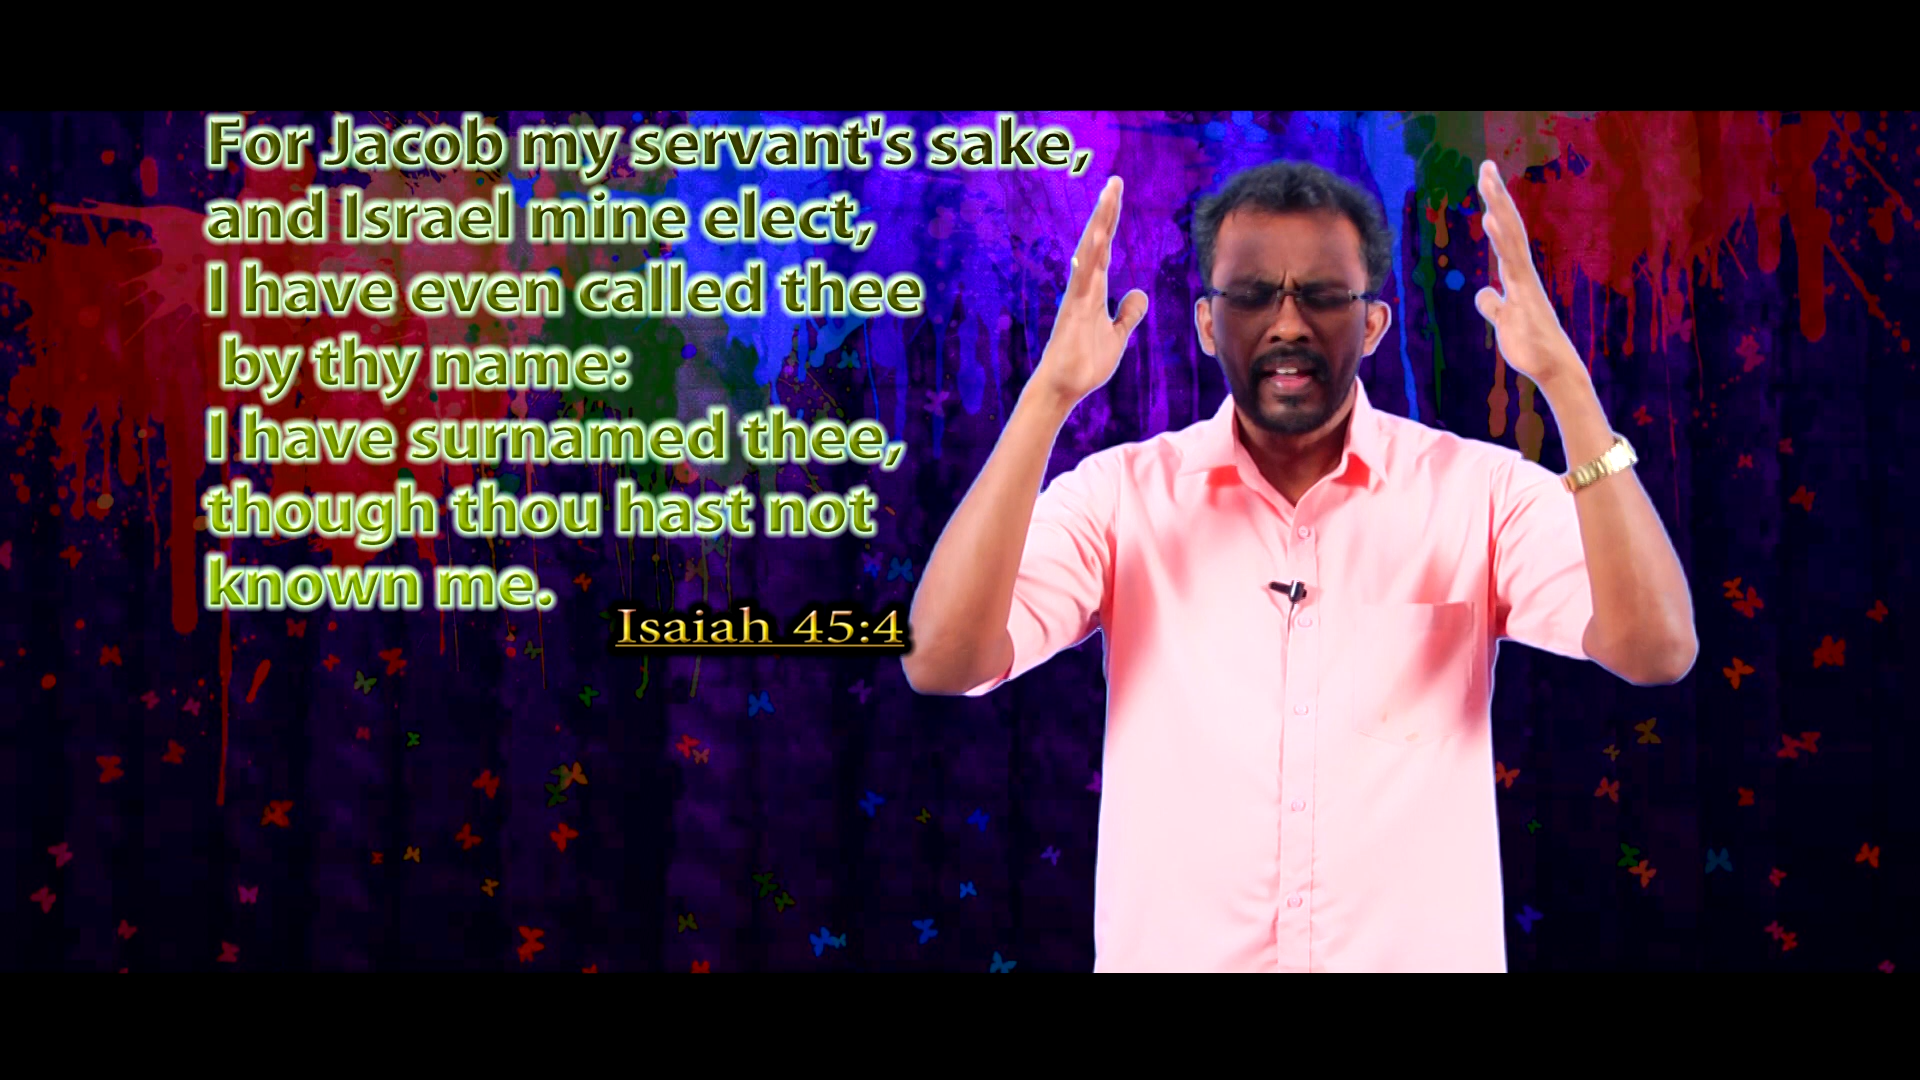 For Jacob my servant's sake,
and Israel mine elect,
I have even called thee
by thy name:
I have surnamed thee,
though thou hast not
known me.
Isaiah 45:4